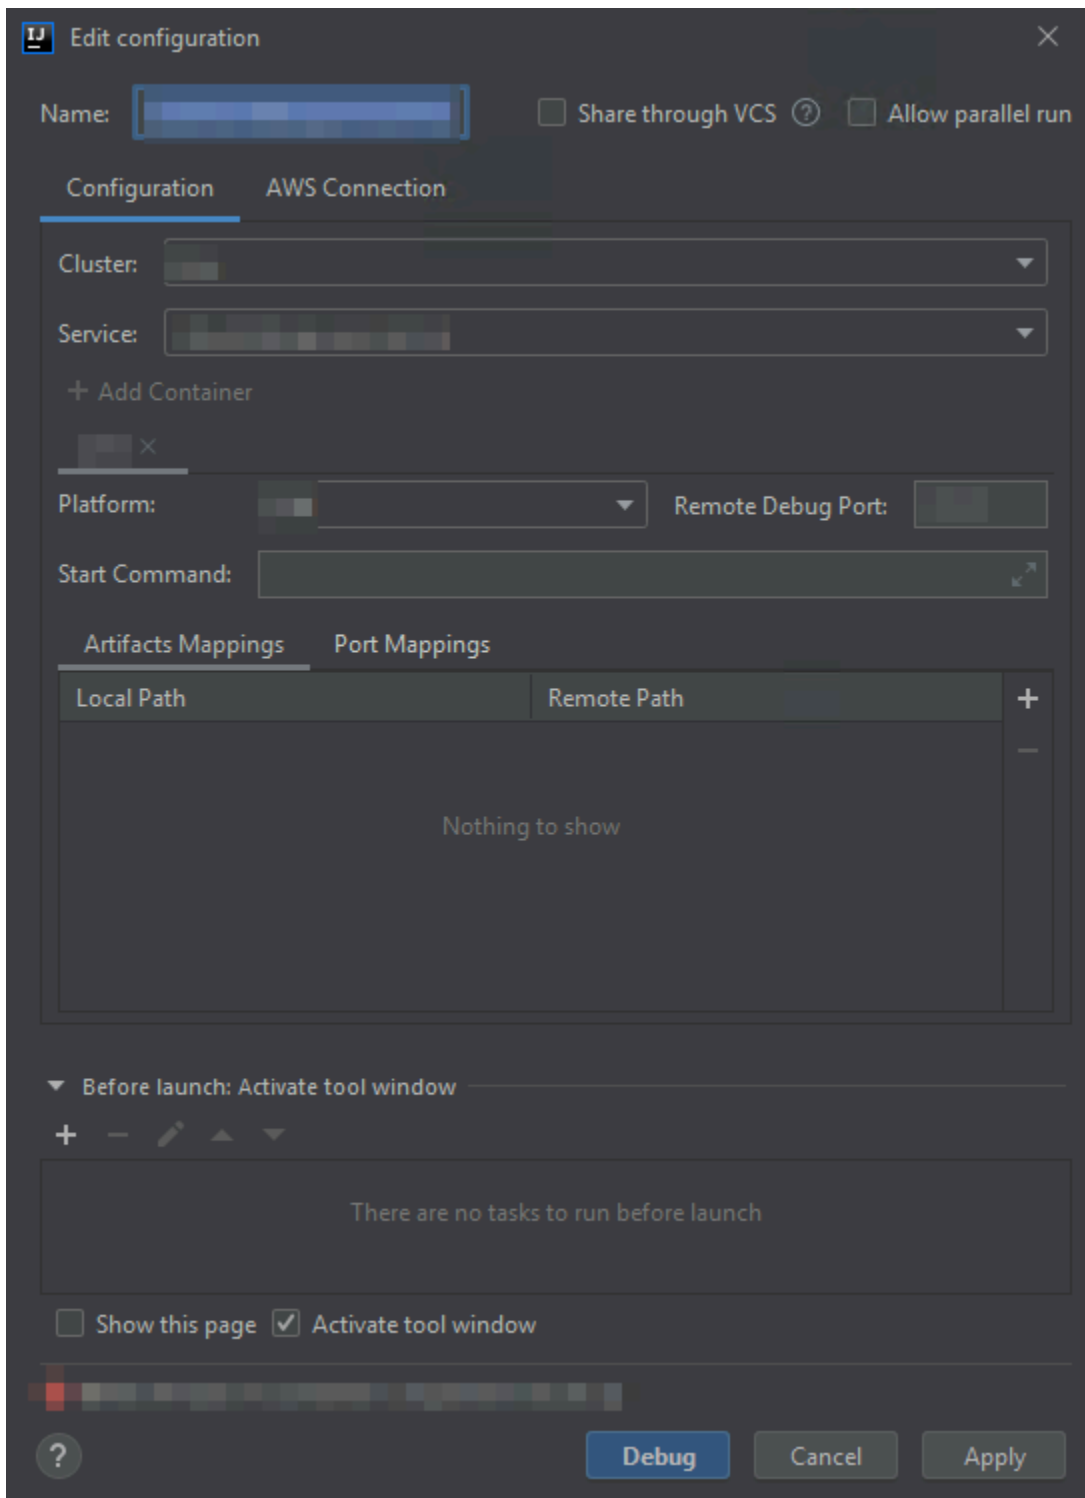 IJ Edit configuration
Name: Share through VCS ? Allow parallel run
Configuration AWS Connection
Cluster:
Service:
+ Add Container
Platform: Remote Debug Port:
Start Command:
Artifacts Mappings Port Mappings
Local Path Remote Path
Nothing to show
Before launch: Activate tool window
There are no tasks to run before launch
Show this page Activate tool window
? Debug Cancel Apply